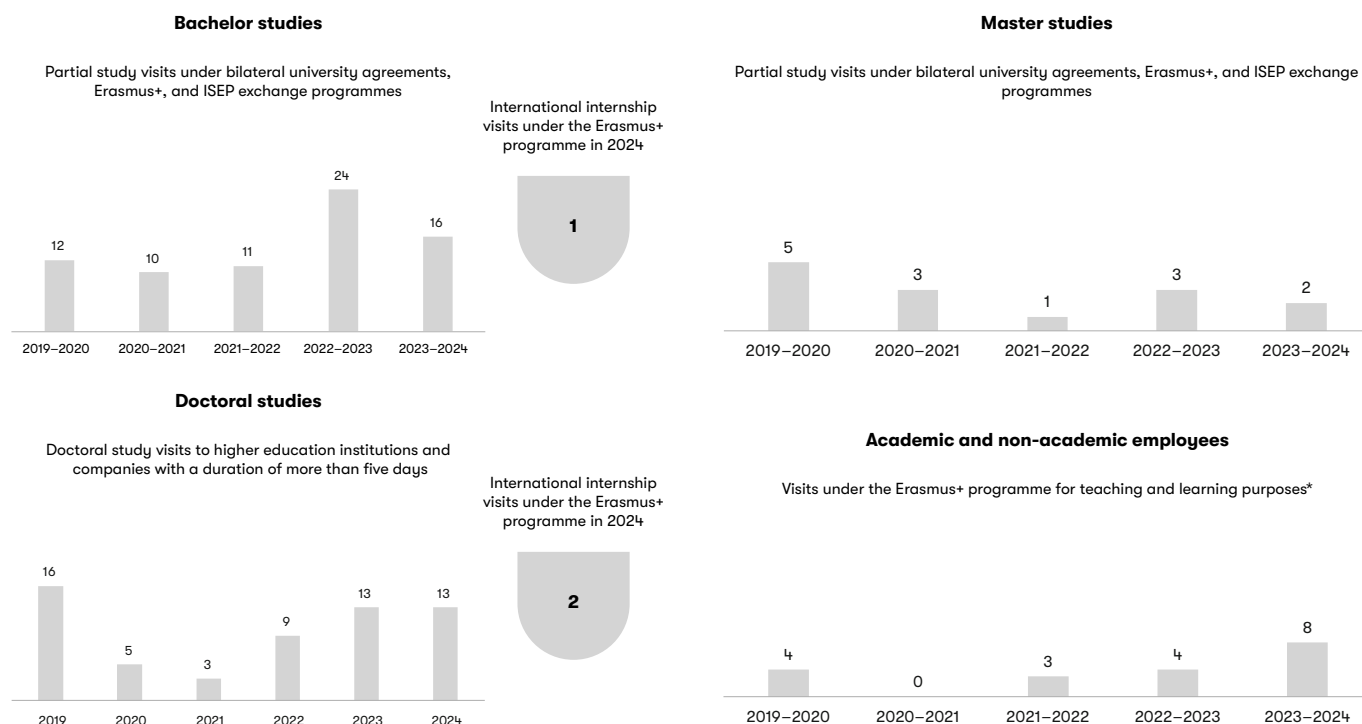 Bachelor studies
Partial study visits under bilateral university agreements,
Erasmus+, and ISEP exchange programmes
12
10
11
24
16
2019–2020
2020–2021
2021–2022
2022–2023
2023–2024
International internship
visits under the Erasmus+
programme in 2024
1
Master studies
Partial study visits under bilateral university agreements, Erasmus+, and ISEP exchange
programmes
5
3
1
3
2
2019–2020
2020–2021
2021–2022
2022–2023
2023–2024
Doctoral studies
Doctoral study visits to higher education institutions and
companies with a duration of more than five days
16
5
3
9
13
13
2019
2020
2021
2022
2023
2024
International internship
visits under the Erasmus+
programme in 2024
2
Academic and non-academic employees
Visits under the Erasmus+ programme for teaching and learning purposes*
4
0
3
4
8
2019–2020
2020–2021
2021–2022
2022–2023
2023–2024